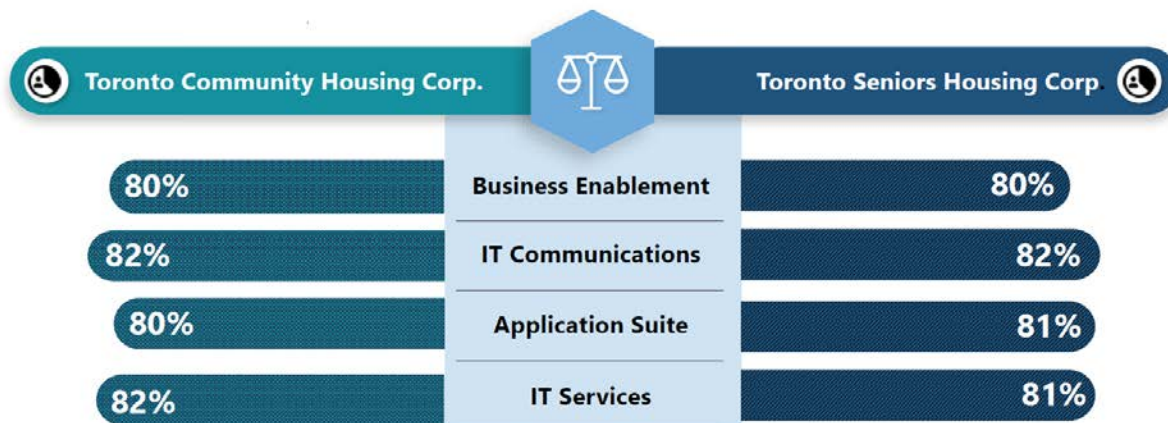 Toronto Community Housing Corp. Toronto Seniors Housing Corp.
80% Business Enablement 80%
82% IT Communications 82%
80% Application Suite 81%
82% IT Services 81%